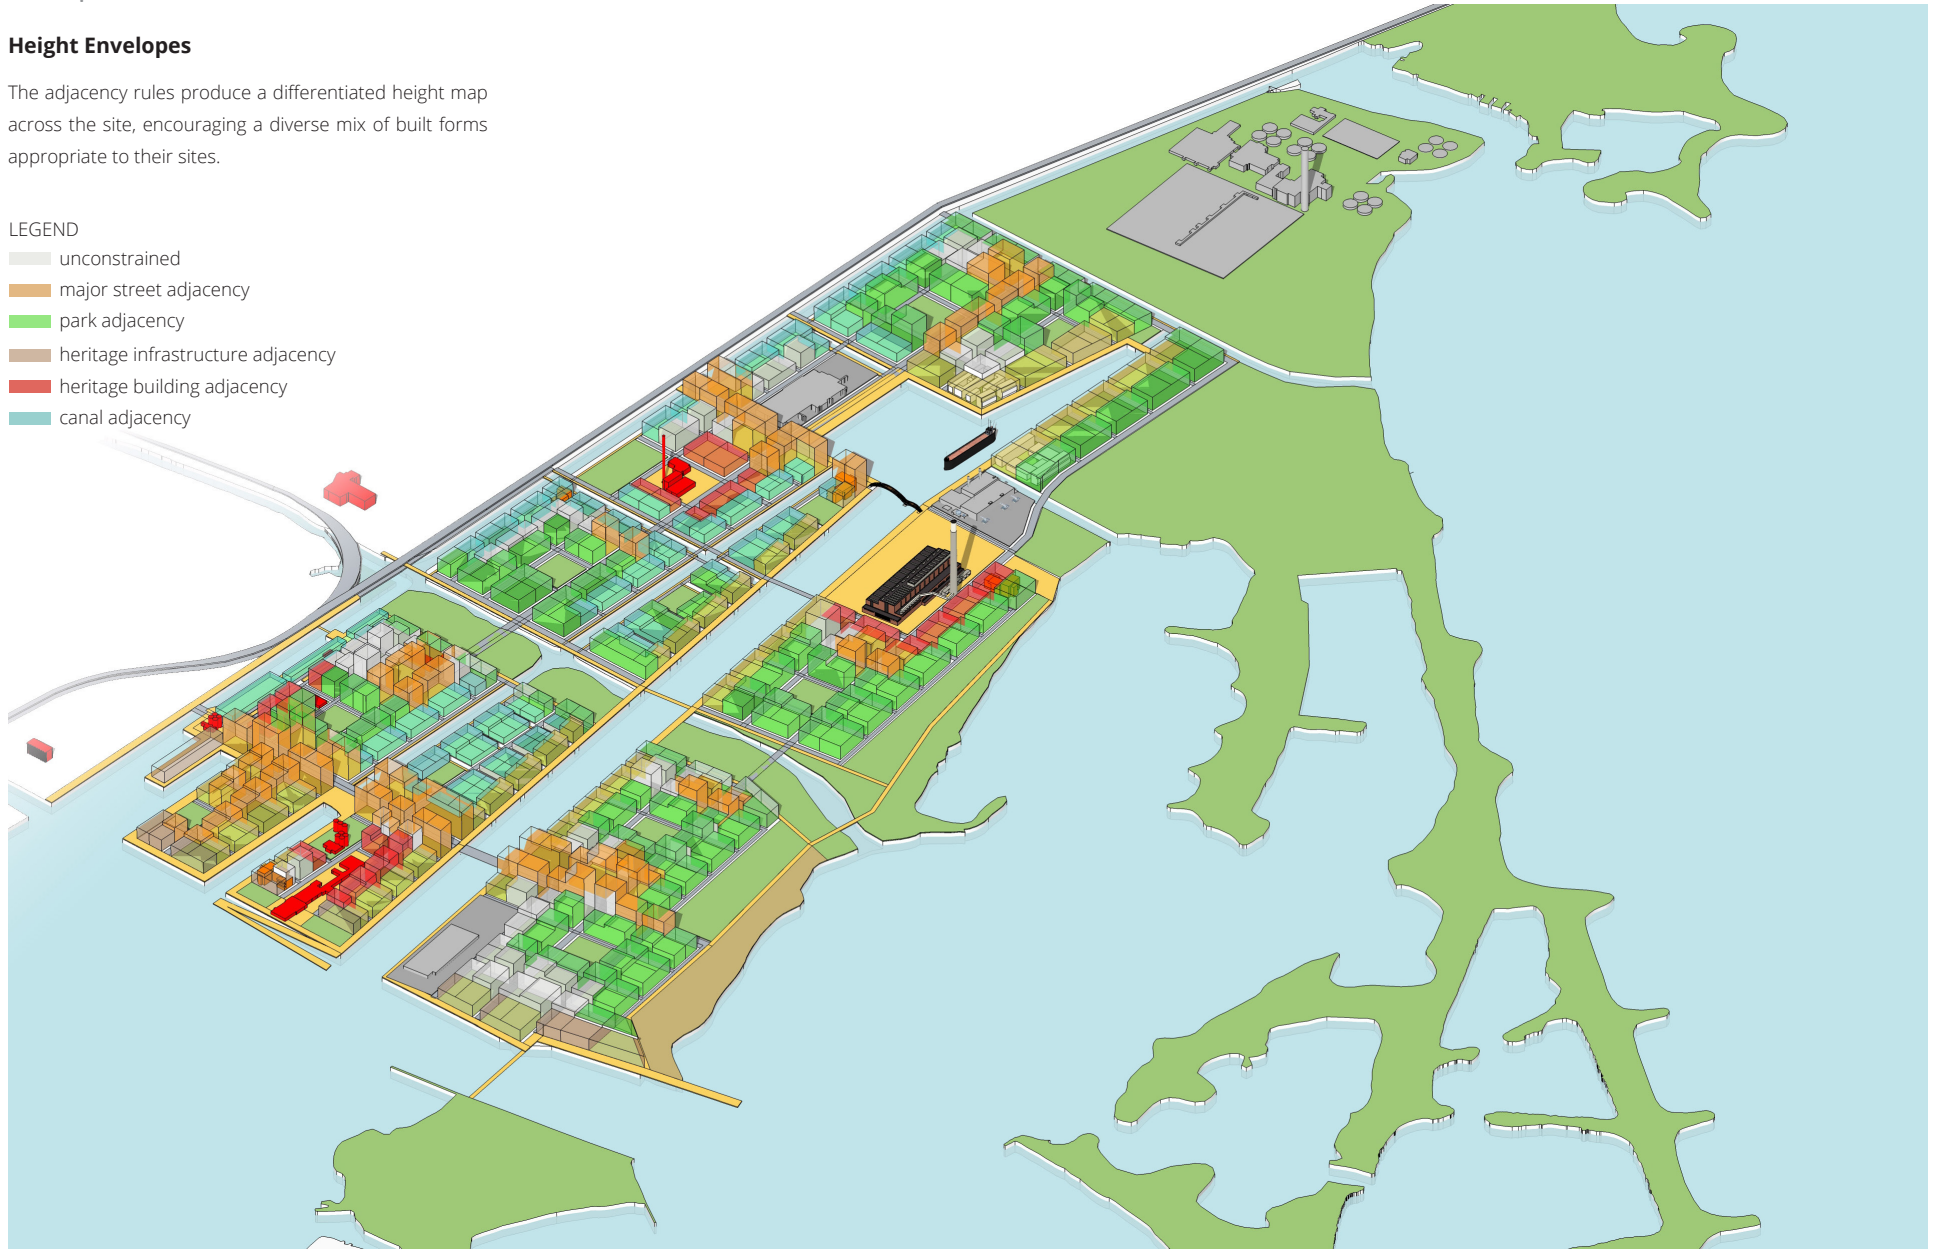 Height Envelopes
The adjacency rules produce a differentiated height map
across the site, encouraging a diverse mix of built forms
appropriate to their sites.
LEGEND
unconstrained
major street adjacency
park adjacency
heritage infrastructure adjacency
heritage building adjacency
canal adjacency